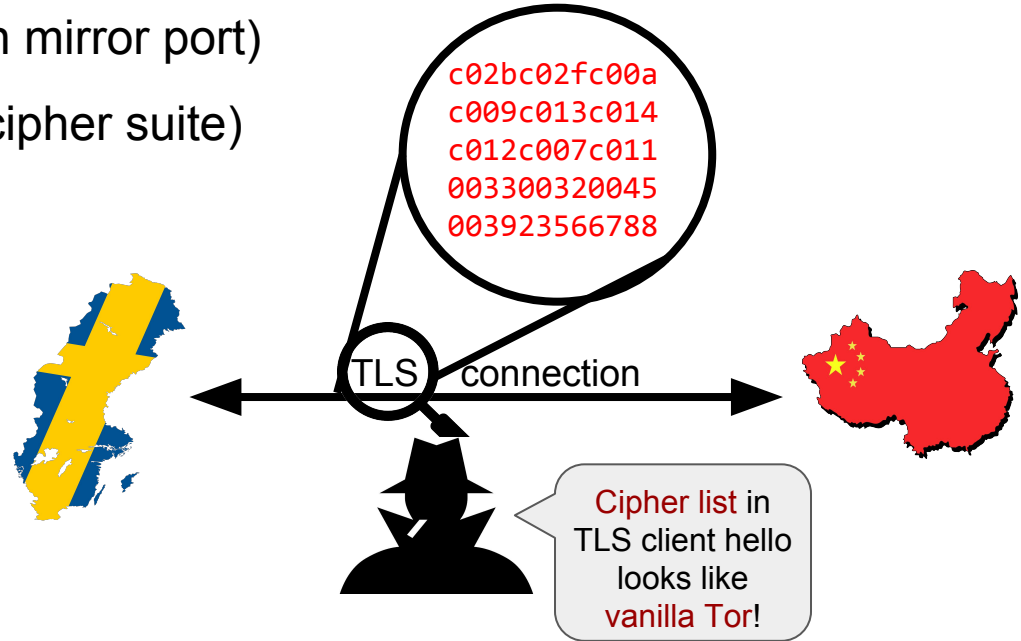 n mirror port)
cipher suite)
c02bc02fc00a
c009c013c014
c012c007c011
003300320045
003923566788
TLS connection
Cipher list in
TLS client hello
looks like
vanilla Tor!